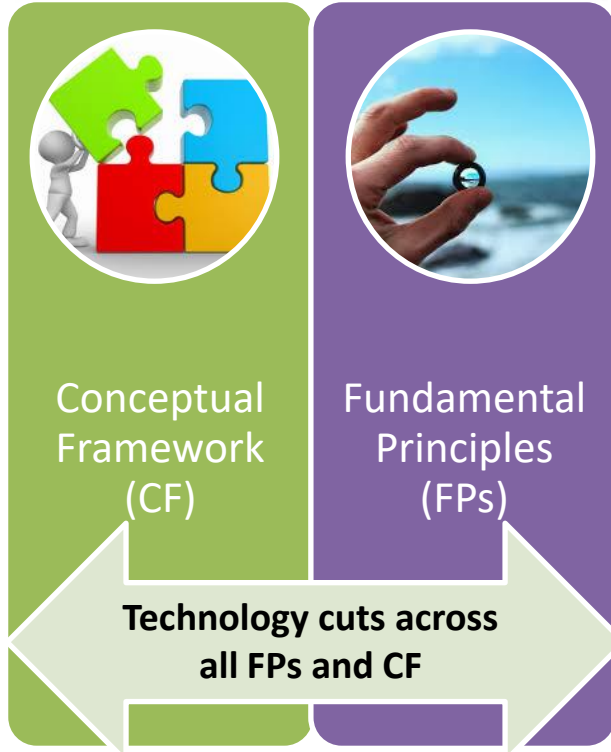 Conceptual
Framework
(CF)
Fundamental
Principles
(FPs)
Technology cuts across
all FPs and CF